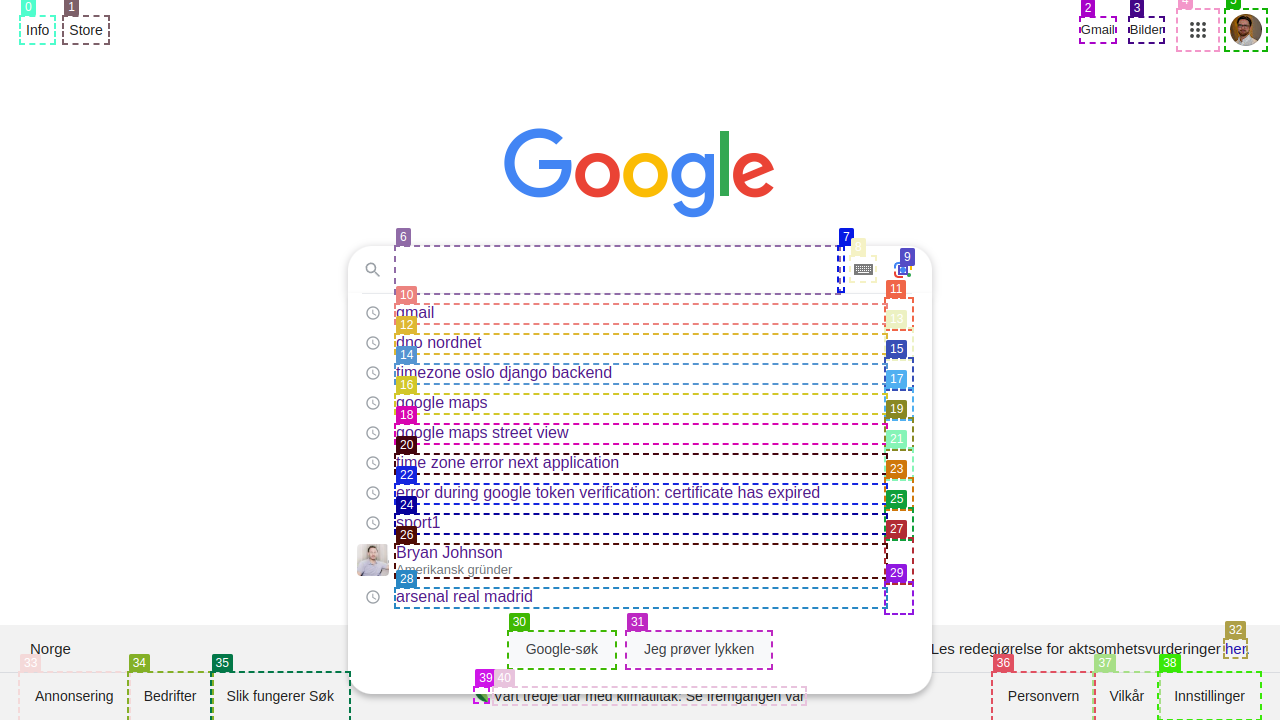 Info
Store
Gmail
Bilder
Google
gmail
dno nordnet
timezone oslo django backend
google maps
google maps street view
time zone error next application
error during google token verification: certificate has expired
sport1
Bryan Johnson
Amerikansk gründer
arsenal real madrid
Google-søk
Jeg prøver lykken
Norge
Les redegjørelse for aktsomhetsvurderinger her.
Annonsering
Bedrifter
Slik fungerer Søk
Vårt tredje tiår med klimatiltak: Se fremgangen vår
Personvern
Vilkår
Innstillinger
0
1
2
3
4
5
6
7
8
9
10
11
12
13
14
15
16
17
18
19
20
21
22
23
24
25
26
27
28
29
30
31
32
33
34
35
36
37
38
39
40